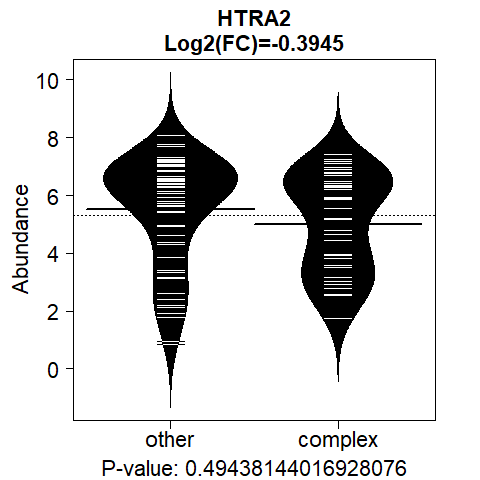 HTRA2
Log2(FC)=-0.3945
Abundance
10
8
6
4
2
0
other complex
P-value: 0.49438144016928076